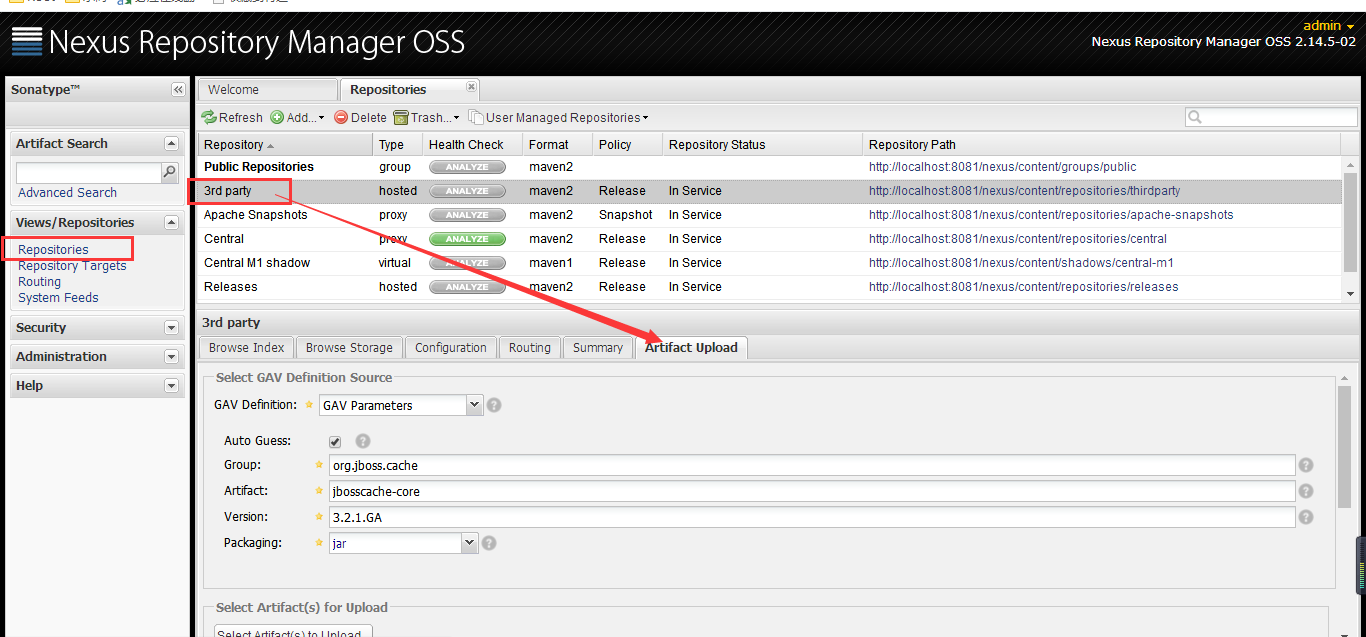 Nexus Repository Manager OSS
admin
Nexus Repository Manager OSS 2.14.5-02
Sonatype™
Welcome
Repositories
Refresh Add... Delete Trash... User Managed Repositories
Artifact Search
Advanced Search
Views/Repositories
Repositories
Repository Targets
Routing
System Feeds
Security
Administration
Help
Repository Type Health Check Format Policy Repository Status Repository Path
Public Repositories group ANALYZE maven2 http://localhost:8081/nexus/content/groups/public
3rd party hosted ANALYZE maven2 Release In Service http://localhost:8081/nexus/content/repositories/thirdparty
Apache Snapshots proxy ANALYZE maven2 Snapshot In Service http://localhost:8081/nexus/content/repositories/apache-snapshots
Central proxy ANALYZE maven2 Release In Service http://localhost:8081/nexus/content/repositories/central
Central M1 shadow virtual ANALYZE maven1 Release In Service http://localhost:8081/nexus/content/shadows/central-m1
Releases hosted ANALYZE maven2 Release In Service http://localhost:8081/nexus/content/repositories/releases
3rd party
Browse Index Browse Storage Configuration Routing Summary Artifact Upload
Select GAV Definition Source
GAV Definition: GAV Parameters
Auto Guess:
Group: org.jboss.cache
Artifact: jbosscache-core
Version: 3.2.1.GA
Packaging: jar
Select Artifact(s) for Upload
Select Artifact(s) to Upload